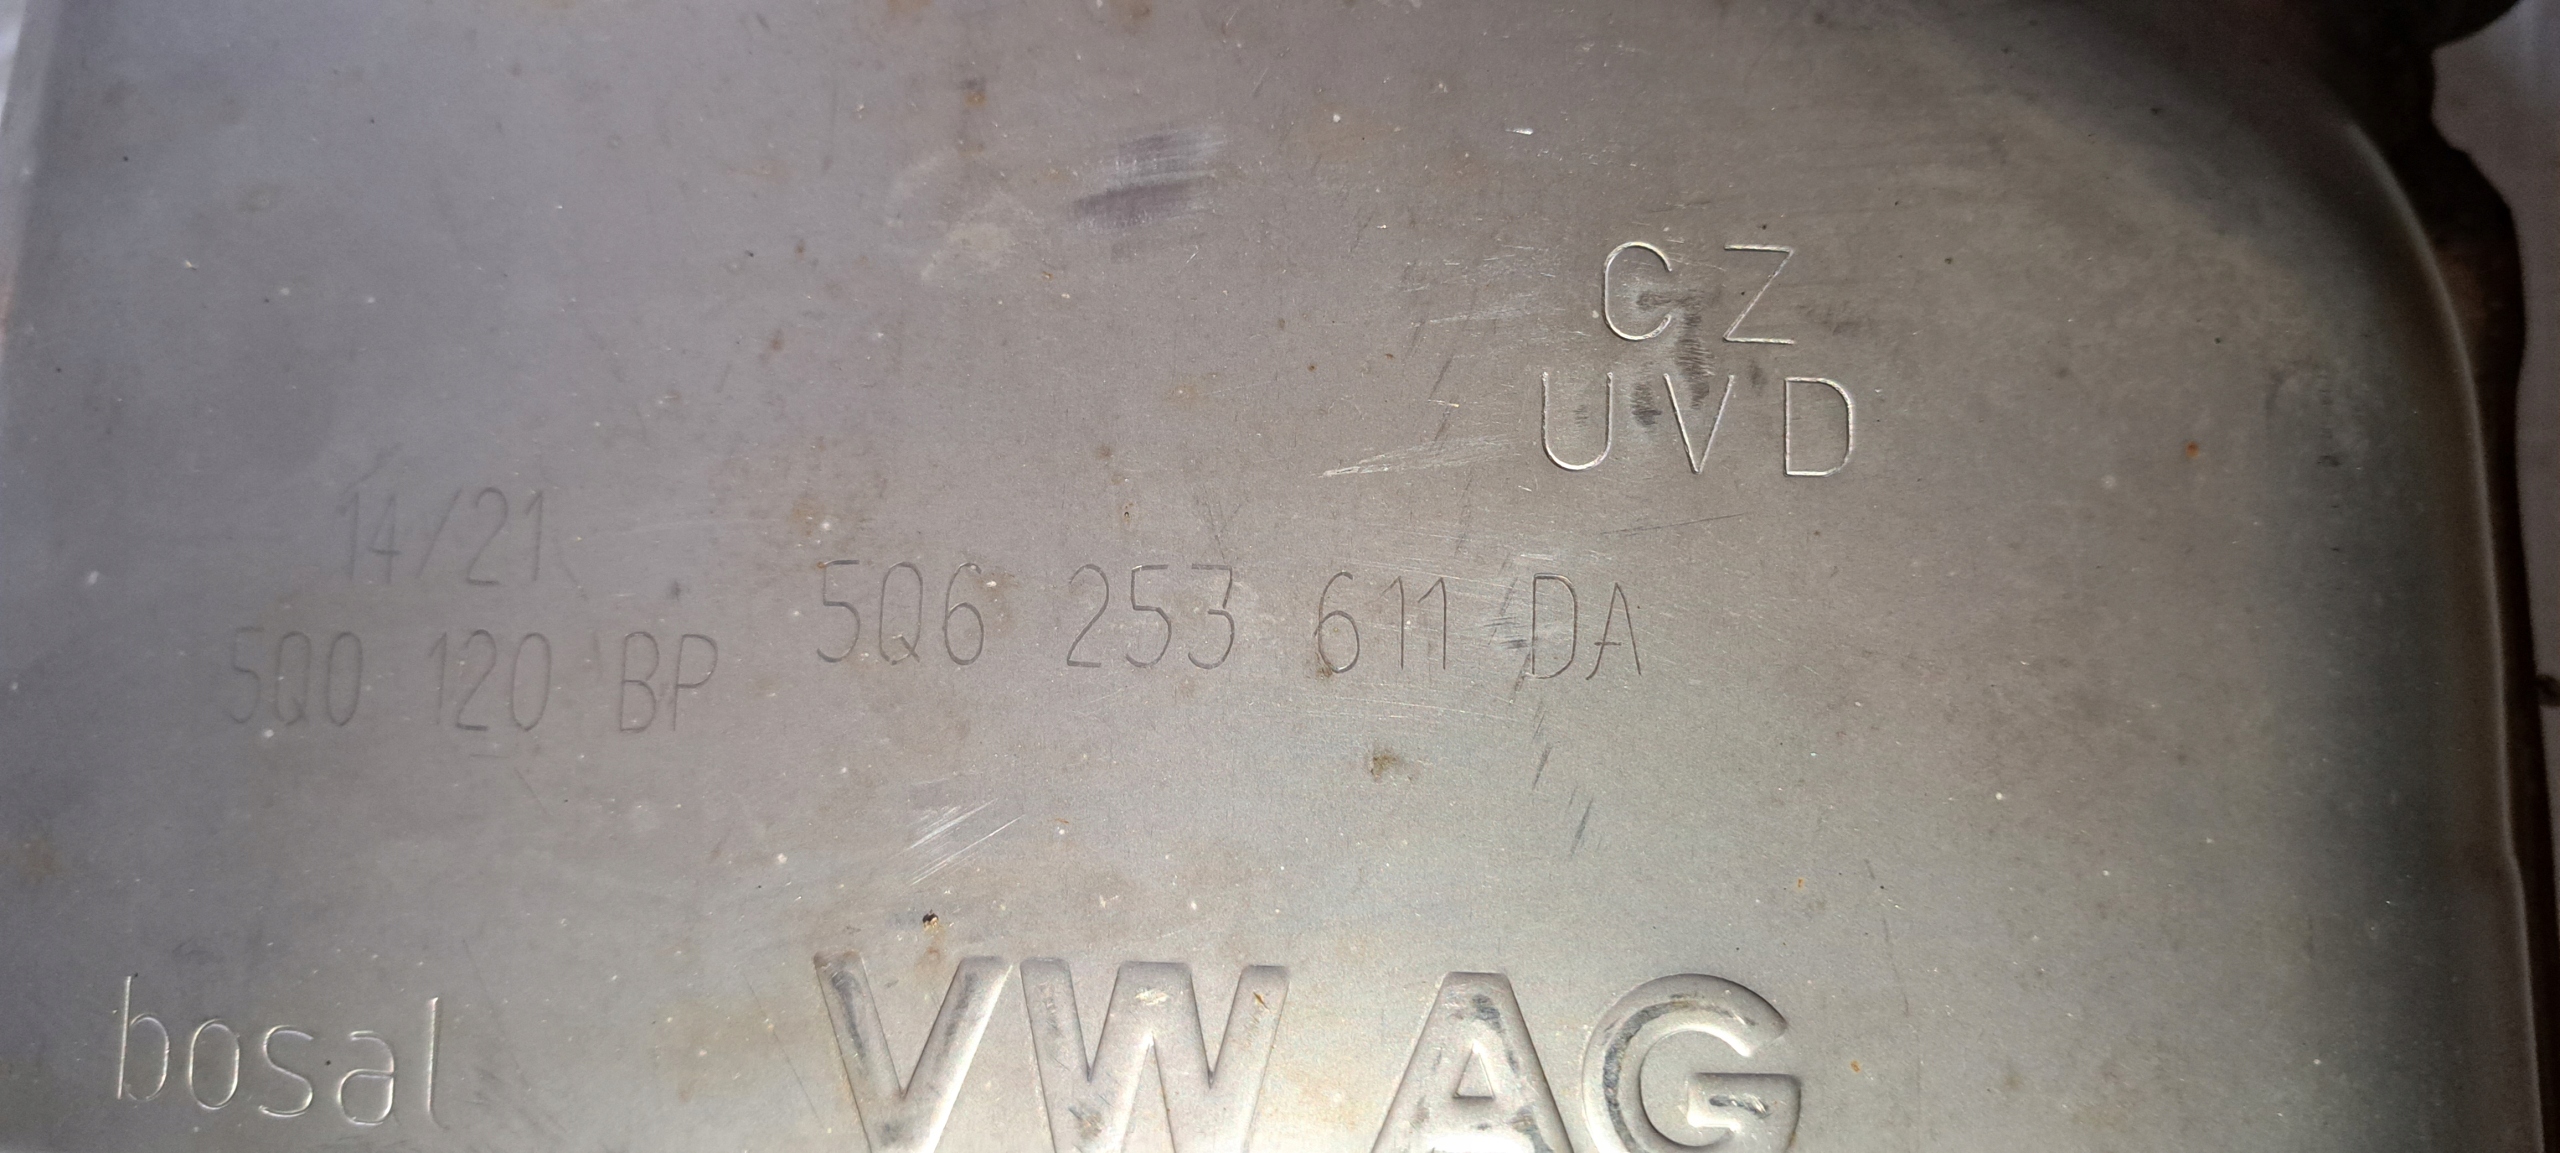 CZ
UVD
14/21
5Q0 120 BP
5Q6 253 611 DA
bosal
VW AG